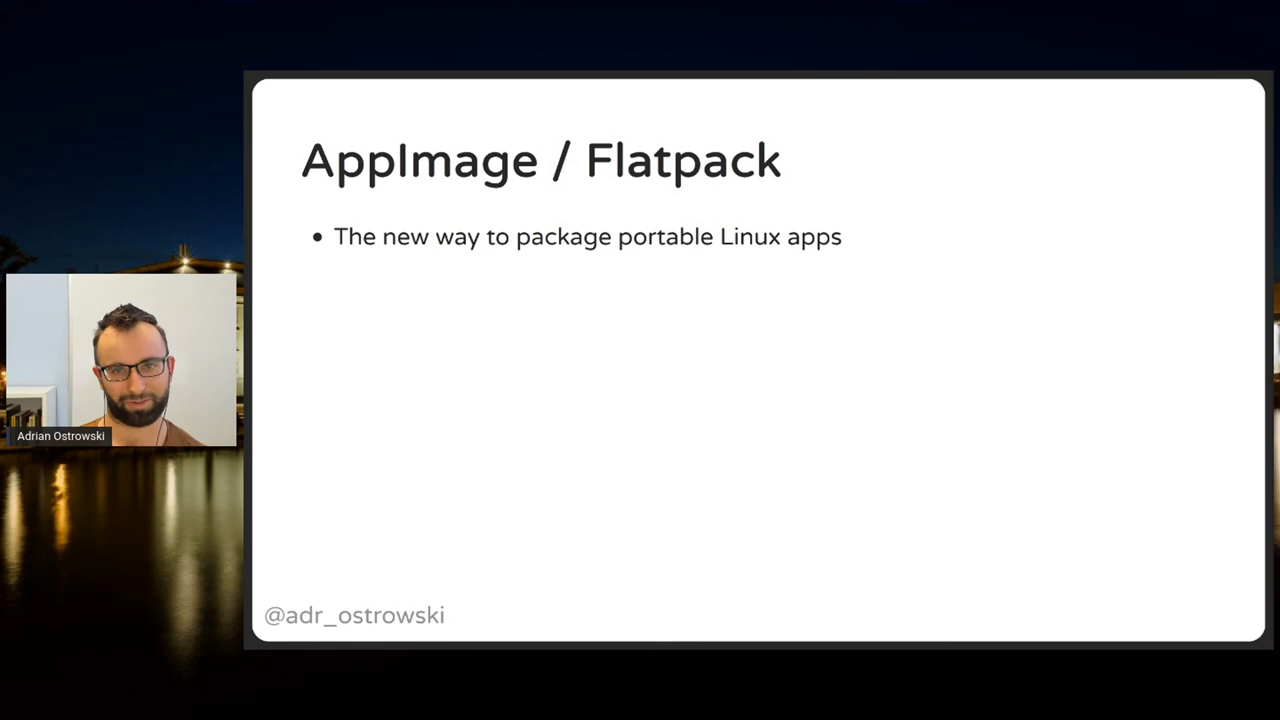 AppImage / Flatpack
• The new way to package portable Linux apps
Adrian Ostrowski
@adr_ostrowski